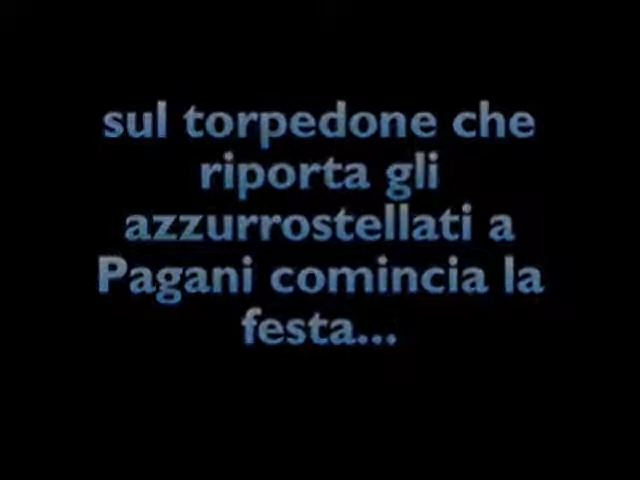 sul torpedone che
riporta gli
azzurrostellati a
Pagani comincia la
festa...